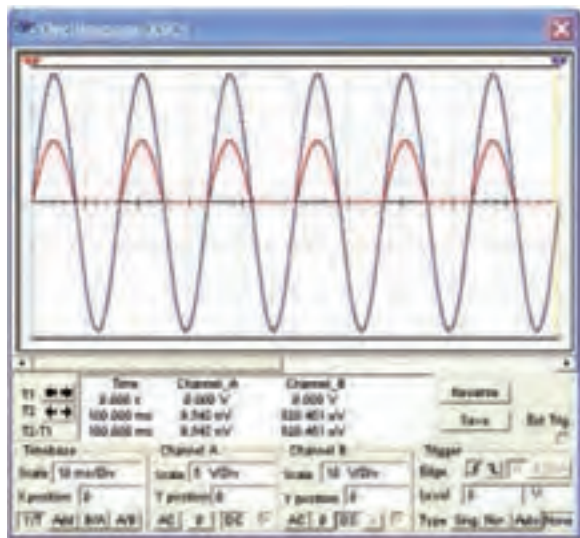 Time Channel_A Channel_B
T1 0.000 s 0.000 V 0.000 V
T2 100.000 ms
T2-T1 100.000 ms
Reverse
Save
Ext Trig
Timebase
Scale 10 ms/Div
X position 0
Y/T Add B/A A/B
Channel A
Scale 5 V/Div
Y position 0
AC 0 DC
Channel B
Scale 10 V/Div
Y position 0
AC 0 DC -
Trigger
Edge
Level 0 V
Type Sing. Nor. Auto None